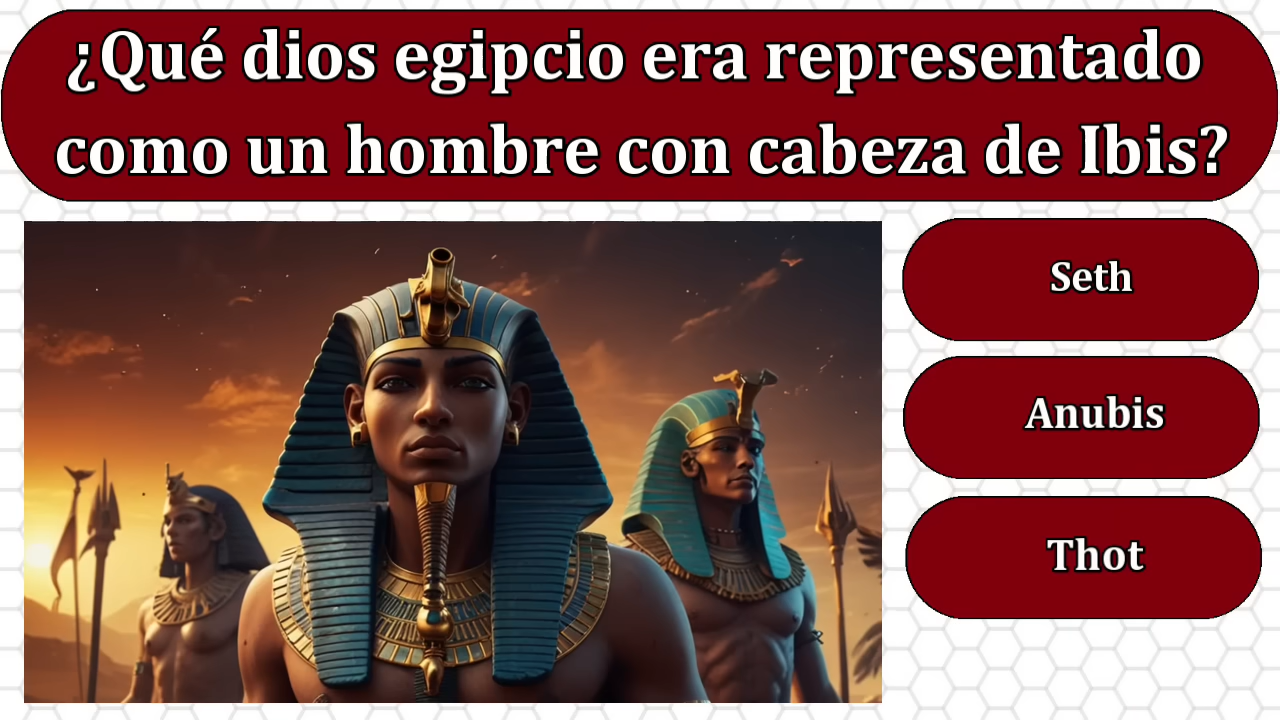 ¿Qué dios egipcio era representado
como un hombre con cabeza de Ibis?
Seth
Anubis
Thot